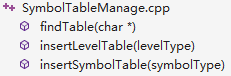 SymbolTableManage.cpp
findTable(char *)
insertLevelTable(levelType)
insertSymbolTable(symbolType)